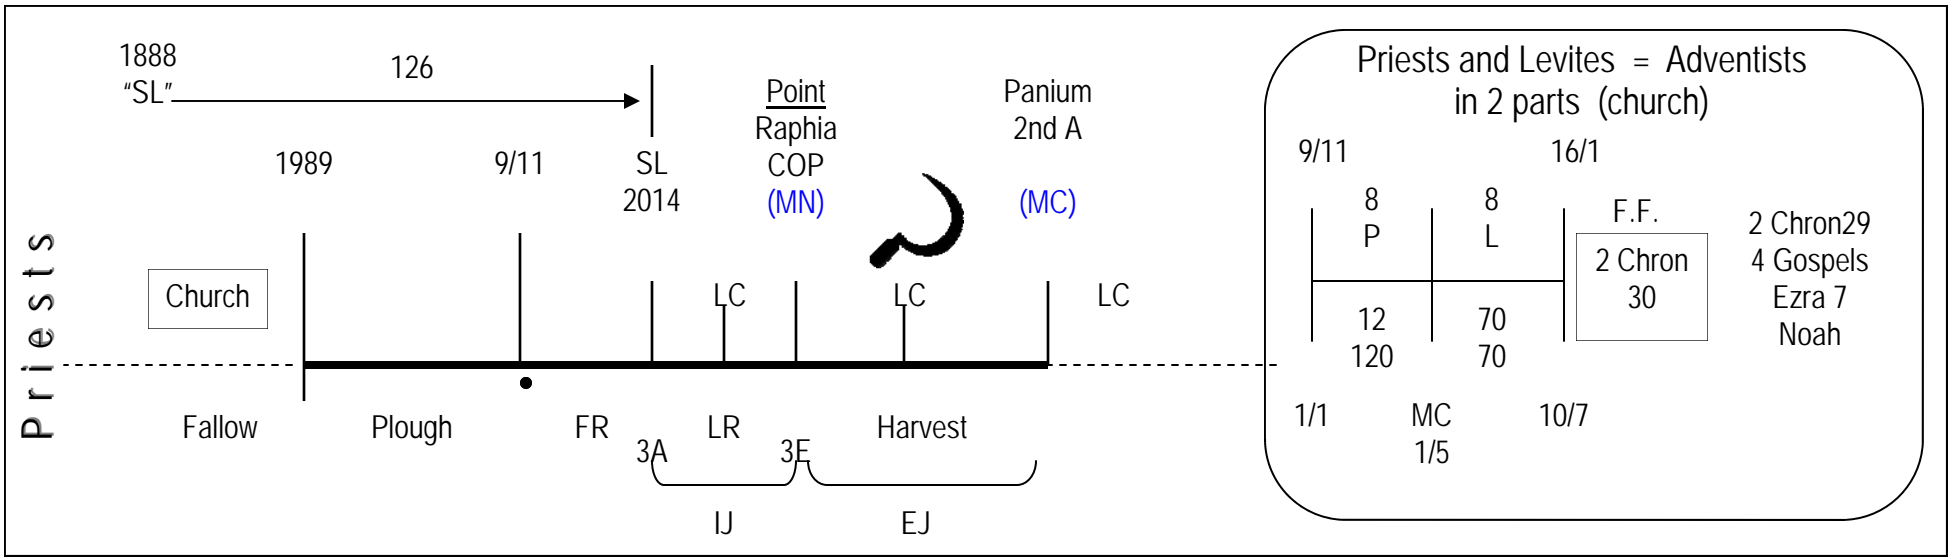 Priests
1888
“SL”
126
1989
9/11
SL
2014
Point
Raphia
COP
(MN)
Panium
2nd A
(MC)
Church
LC
LC
LC
Fallow
Plough
FR
LR
Harvest
3A
3E
IJ
EJ
Priests and Levites = Adventists
in 2 parts (church)
9/11
16/1
8
P
8
L
F.F.
2 Chron
30
2 Chron29
4 Gospels
Ezra 7
Noah
12
120
70
70
1/1
MC
1/5
10/7